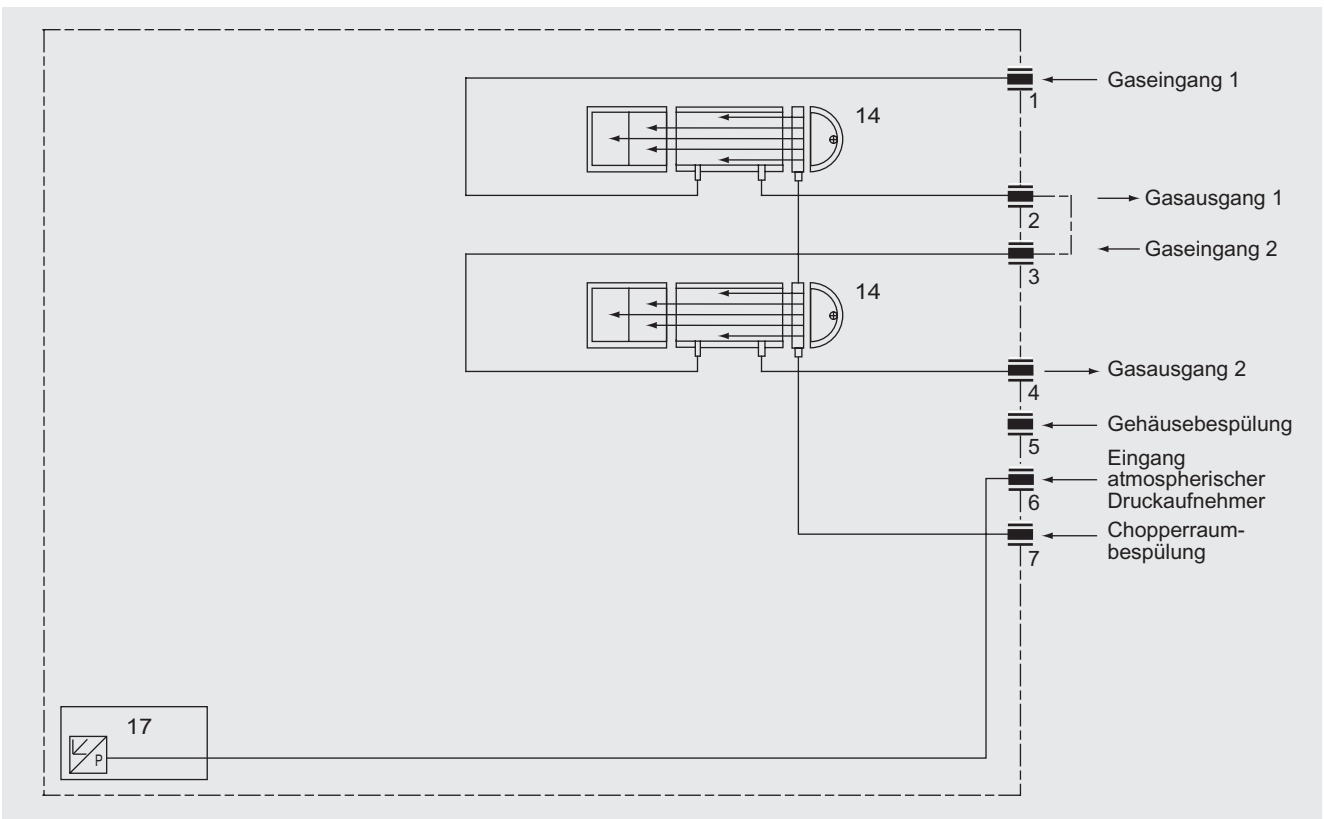 Gaseingang 1
1
14
2
Gasausgang 1
Gaseingang 2
3
14
Gasausgang 2
4
Gehäusebespülung
5
Eingang
atmospherischer
Druckaufnehmer
6
Chopperraum-
bespülung
7
17
P